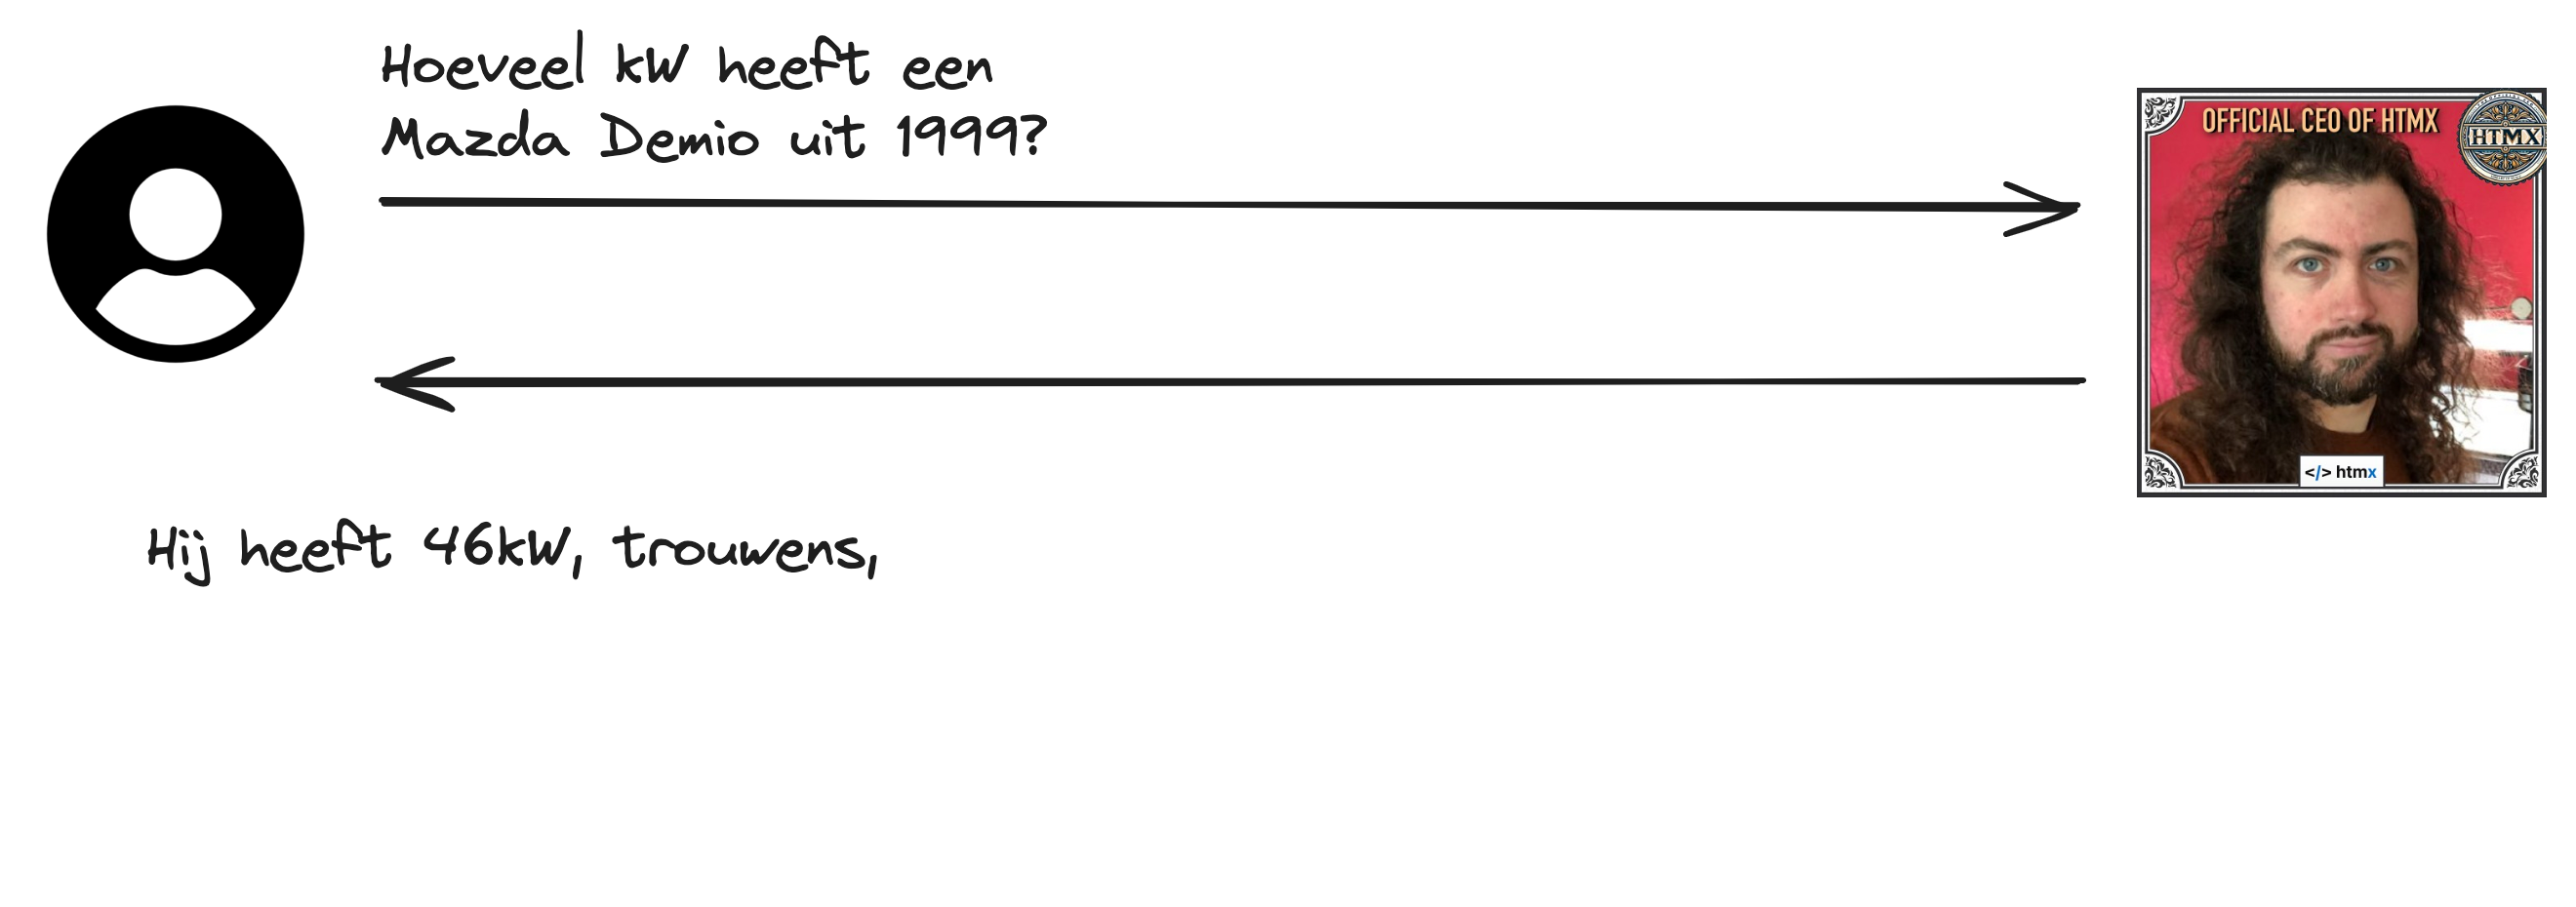 Hoeveel kW heeft een
Mazda Demio uit 1999?
OFFICIAL CEO OF HTMX
HTMX
</> htmx
Hij heeft 46kW, trouwens,